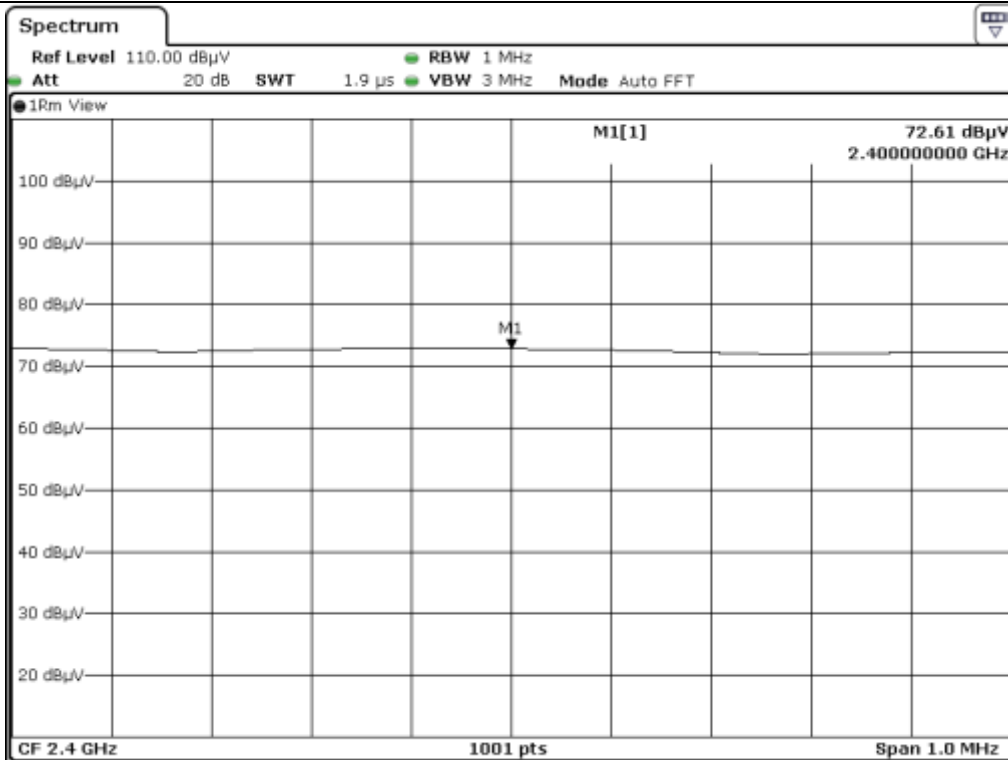 Spectrum
Ref Level 110.00 dBµV RBW 1 MHz
Att 20 dB SWT 1.9 µs VBW 3 MHz Mode Auto FFT
1Rm View
M1[1] 72.61 dBµV
2.400000000 GHz
100 dBµV
90 dBµV
80 dBµV
M1
70 dBµV
60 dBµV
50 dBµV
40 dBµV
30 dBµV
20 dBµV
CF 2.4 GHz 1001 pts Span 1.0 MHz